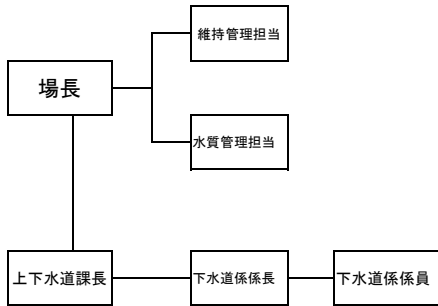 維持管理担当
場長
水質管理担当
上下水道課長
下水道係係長
下水道係係員